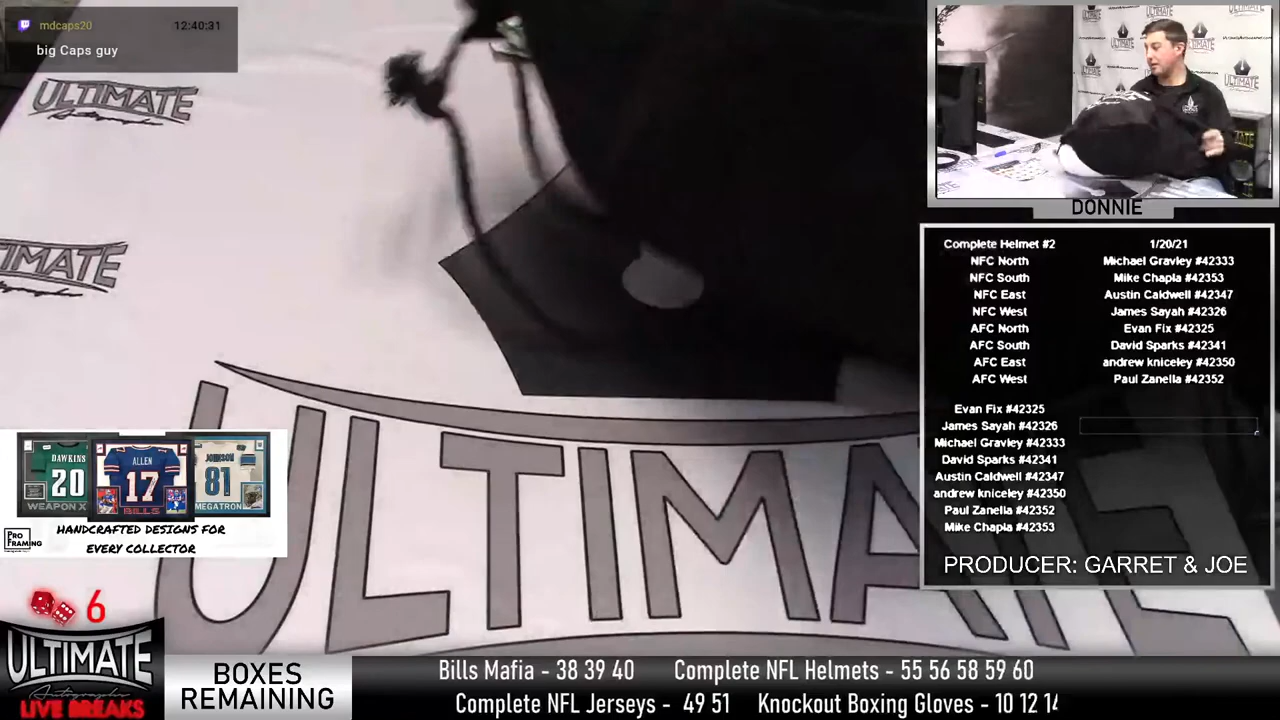 mdcaps20 12:40:31
big Caps guy
ULTIMATE
Autographs
TIMATE
ULTIMATE
DONNIE
Complete Helmet #2 1/20/21
NFC North Michael Gravley #42333
NFC South Mike Chapla #42353
NFC East Austin Caldwell #42347
NFC West James Sayah #42326
AFC North Evan Fix #42325
AFC South David Sparks #42341
AFC East andrew kniceley #42350
AFC West Paul Zanella #42352
Evan Fix #42325
James Sayah #42326
Michael Gravley #42333
David Sparks #42341
Austin Caldwell #42347
andrew kniceley #42350
Paul Zanella #42352
Mike Chapla #42353
PRODUCER: GARRET & JOE
DAWKINS
20
WEAPON X
ALLEN
17
BILLS
JOHNSON
81
MEGATRON
PRO
FRAMING
HANDCRAFTED DESIGNS FOR
EVERY COLLECTOR
6
ULTIMATE
Autographs
LIVE BREAKS
BOXES
REMAINING
Bills Mafia - 38 39 40 Complete NFL Helmets - 55 56 58 59 60
Complete NFL Jerseys - 49 51 Knockout Boxing Gloves - 10 12 14